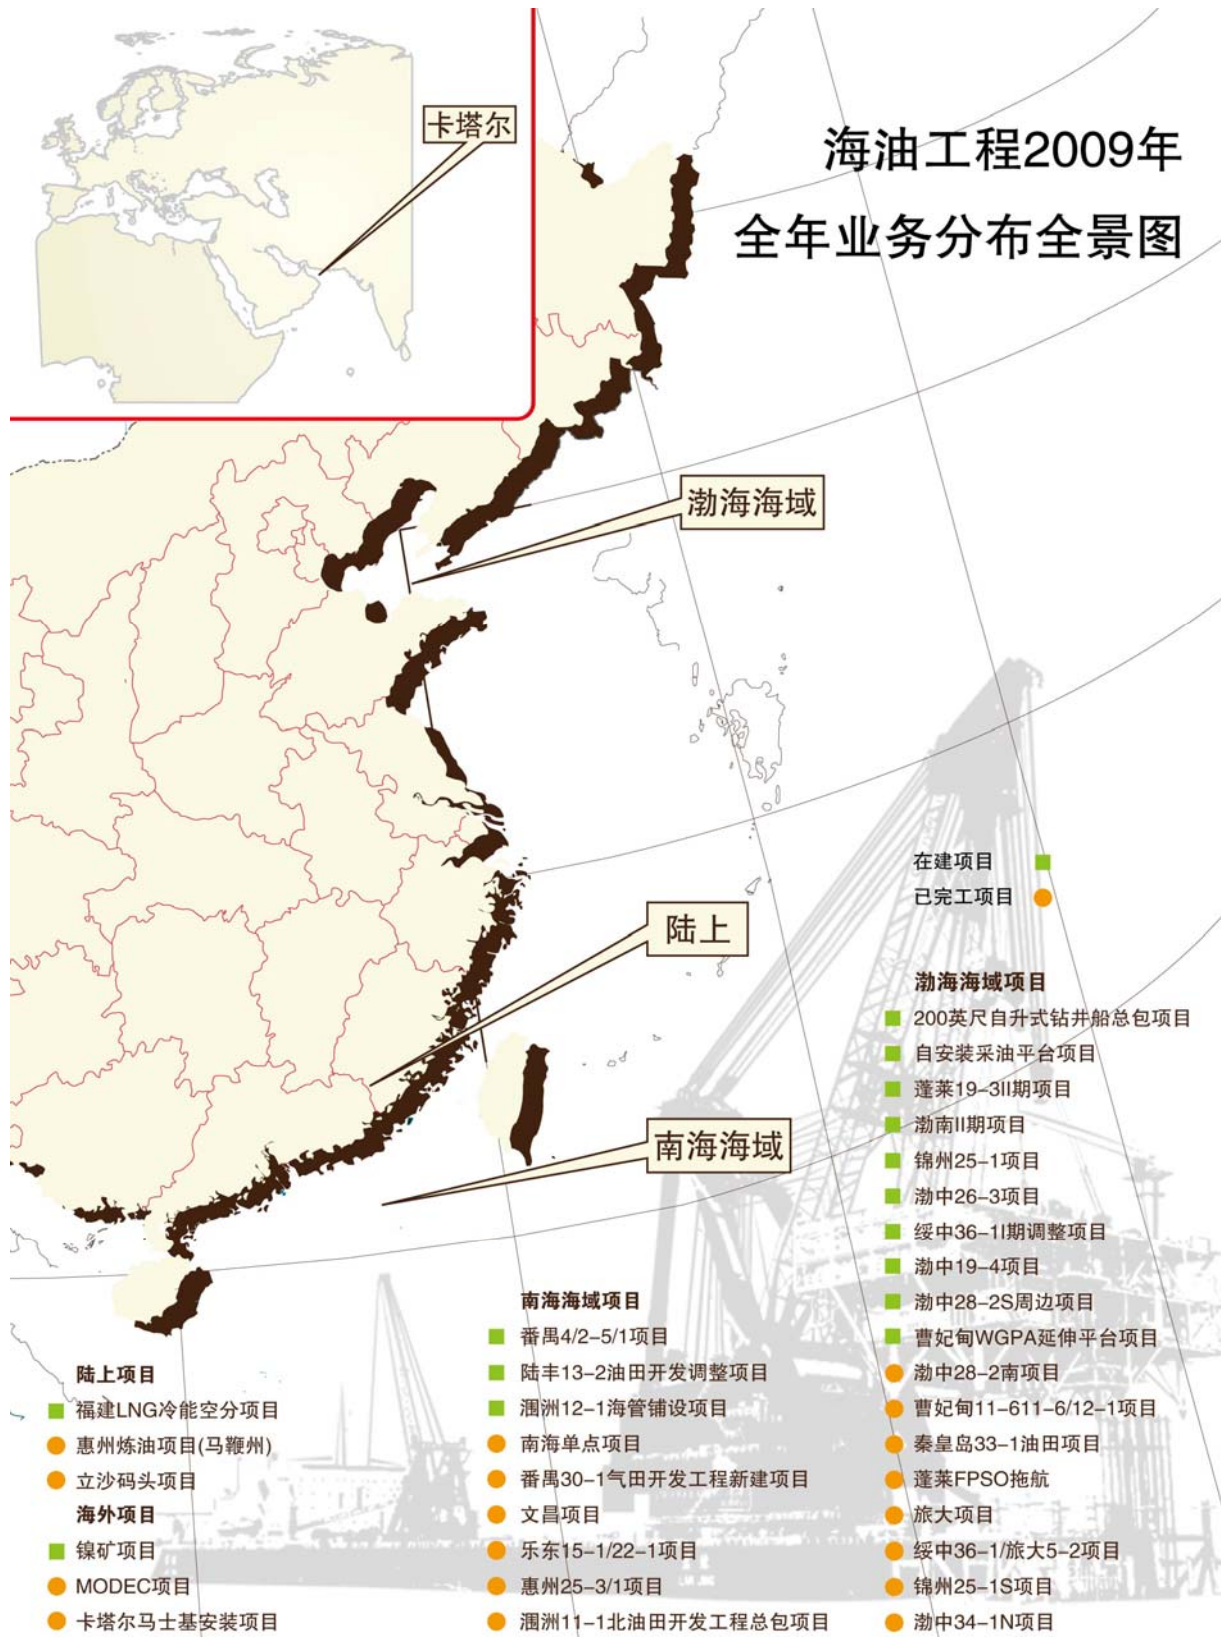 海油工程2009年
全年业务分布全景图
卡塔尔
渤海海域
陆上
南海海域
在建项目
已完工项目
渤海海域项目
200英尺自升式钻井船总包项目
自安装采油平台项目
蓬莱19-3II期项目
渤南II期项目
锦州25-1项目
渤中26-3项目
绥中36-1I期调整项目
渤中19-4项目
渤中28-2S周边项目
曹妃甸WGPA延伸平台项目
渤中28-2南项目
曹妃甸11-611-6/12-1项目
秦皇岛33-1油田项目
蓬莱FPSO拖航
旅大项目
绥中36-1/旅大5-2项目
锦州25-1S项目
渤中34-1N项目
南海海域项目
番禺4/2-5/1项目
陆丰13-2油田开发调整项目
涠洲12-1海管铺设项目
南海单点项目
番禺30-1气田开发工程新建项目
文昌项目
乐东15-1/22-1项目
惠州25-3/1项目
涠洲11-1北油田开发工程总包项目
陆上项目
福建LNG冷能空分项目
惠州炼油项目(马鞭州)
立沙码头项目
海外项目
镍矿项目
MODEC项目
卡塔尔马士基安装项目